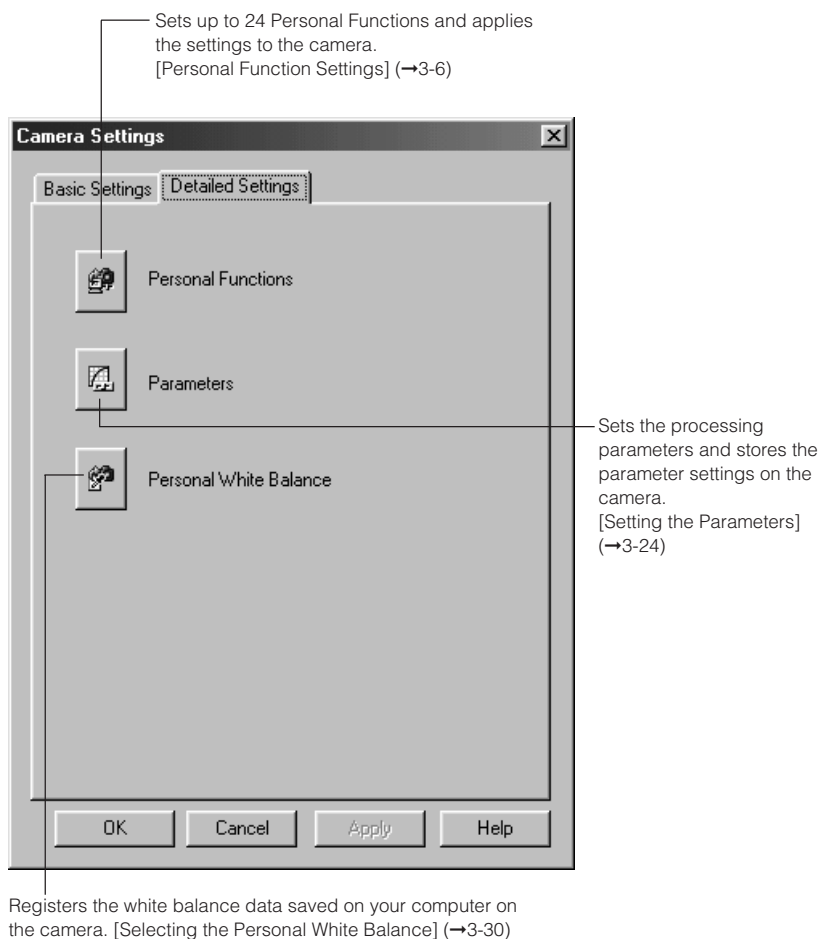 Sets up to 24 Personal Functions and applies
the settings to the camera.
[Personal Function Settings] (➞3-6)
Camera Settings
Basic Settings
Detailed Settings
Personal Functions
Parameters
Personal White Balance
Sets the processing
parameters and stores the
parameter settings on the
camera.
[Setting the Parameters]
(➞3-24)
OK
Cancel
Apply
Help
Registers the white balance data saved on your computer on
the camera. [Selecting the Personal White Balance] (➞3-30)